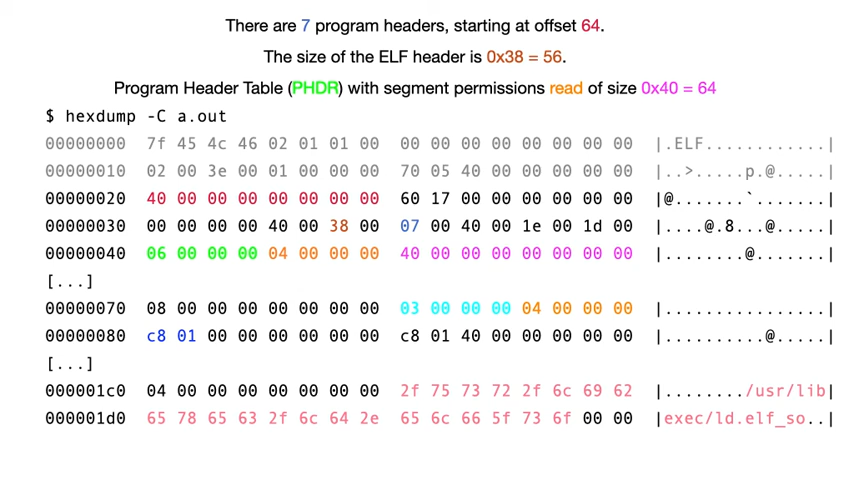 There are 7 program headers, starting at offset 64.
The size of the ELF header is 0x38 = 56.
Program Header Table (PHDR) with segment permissions read of size 0x40 = 64
$ hexdump -C a.out
00000000  7f 45 4c 46 02 01 01 00  00 00 00 00 00 00 00 00  |.ELF............|
00000010  02 00 3e 00 01 00 00 00  70 05 40 00 00 00 00 00  |..>.....p.@.....|
00000020  40 00 00 00 00 00 00 00  60 17 00 00 00 00 00 00  |@.......`.......|
00000030  00 00 00 00 40 00 38 00  07 00 40 00 1e 00 1d 00  |....@.8...@.....|
00000040  06 00 00 00 04 00 00 00  40 00 00 00 00 00 00 00  |........@.......|
[...]
00000070  08 00 00 00 00 00 00 00  03 00 00 00 04 00 00 00  |................|
00000080  c8 01 00 00 00 00 00 00  c8 01 40 00 00 00 00 00  |..........@.....|
[...]
000001c0  04 00 00 00 00 00 00 00  2f 75 73 72 2f 6c 69 62  |......../usr/lib|
000001d0  65 78 65 63 2f 6c 64 2e  65 6c 66 5f 73 6f 00 00  |exec/ld.elf_so..|